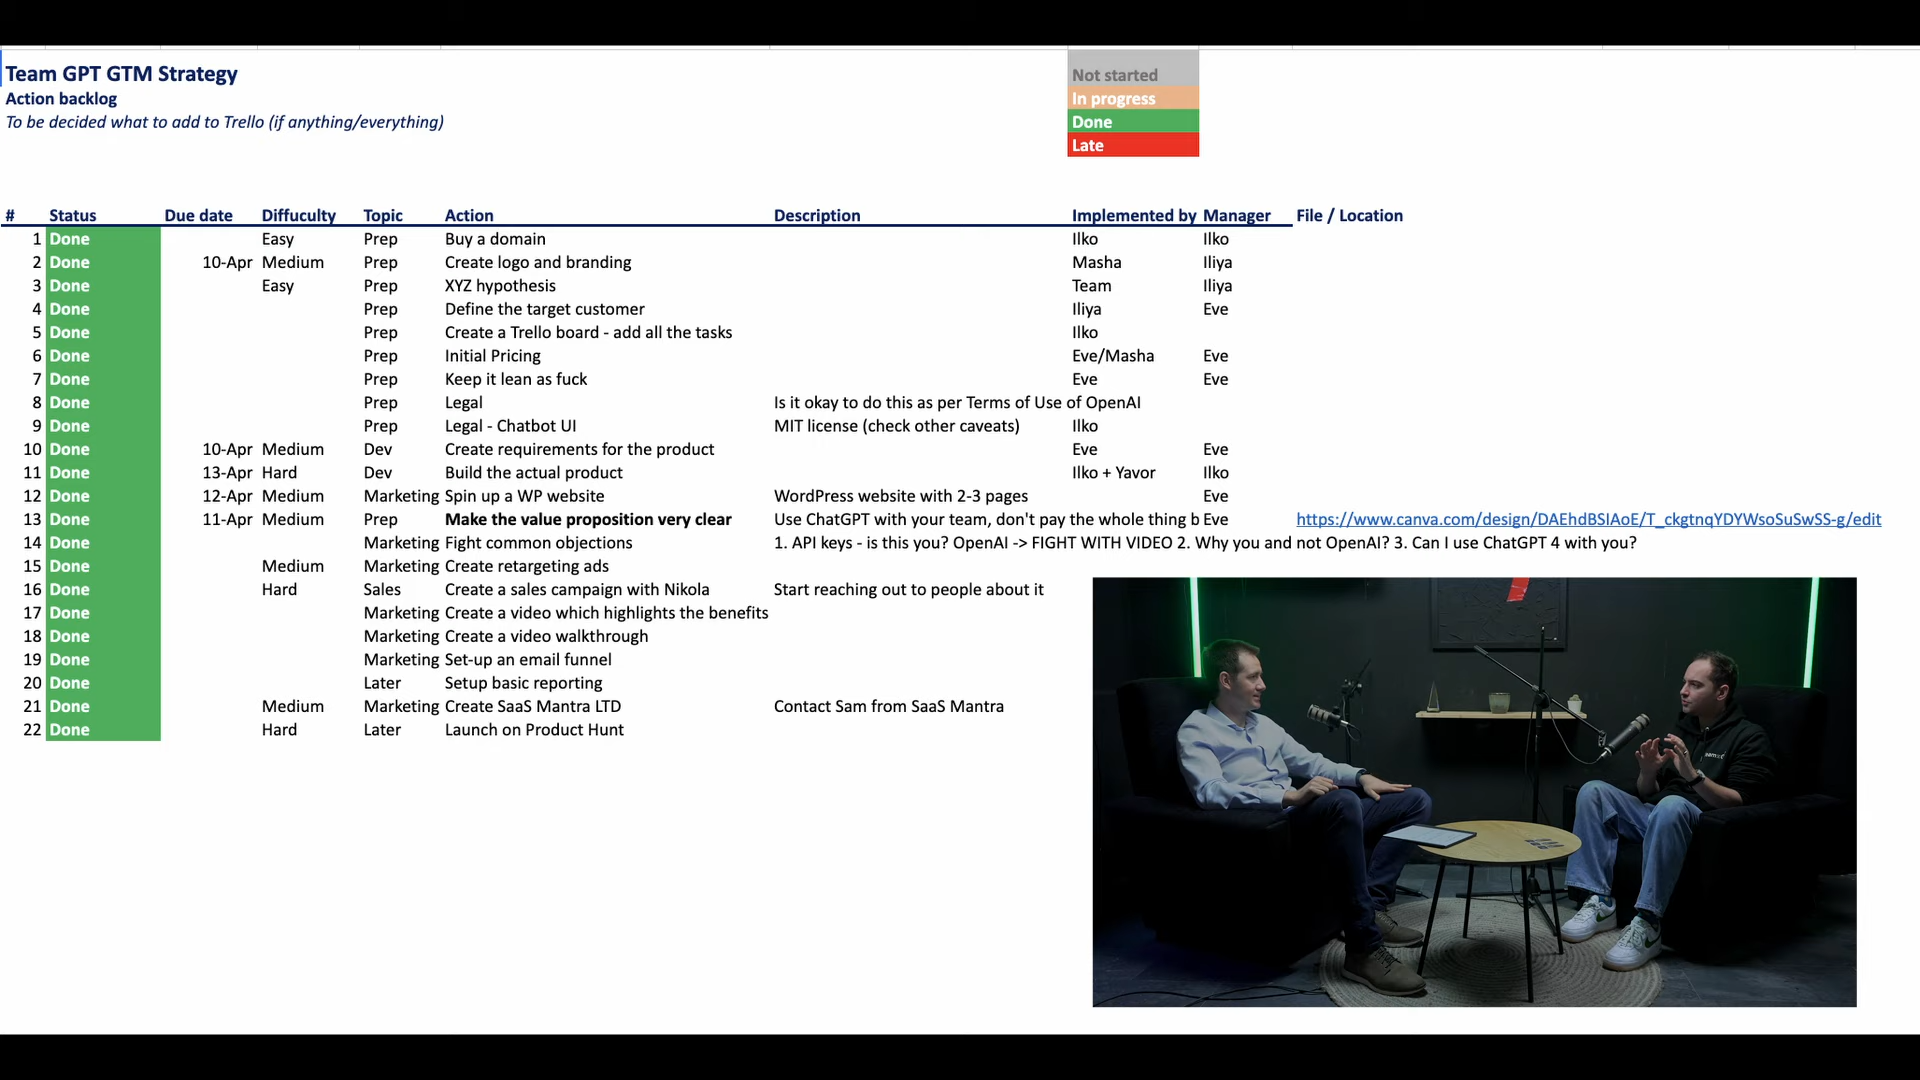 Team GPT GTM Strategy
Action backlog
To be decided what to add to Trello (if anything/everything)
Not started
In progress
Done
Late
# Status Due date Diffuculty Topic Action Description Implemented by Manager File / Location
1 Done Easy Prep Buy a domain Ilko Ilko
2 Done 10-Apr Medium Prep Create logo and branding Masha Iliya
3 Done Easy Prep XYZ hypothesis Team Iliya
4 Done Prep Define the target customer Iliya Eve
5 Done Prep Create a Trello board - add all the tasks Ilko
6 Done Prep Initial Pricing Eve/Masha Eve
7 Done Prep Keep it lean as fuck Eve Eve
8 Done Prep Legal Is it okay to do this as per Terms of Use of OpenAI
9 Done Prep Legal - Chatbot UI MIT license (check other caveats) Ilko
10 Done 10-Apr Medium Dev Create requirements for the product Eve Eve
11 Done 13-Apr Hard Dev Build the actual product Ilko + Yavor Ilko
12 Done 12-Apr Medium Marketing Spin up a WP website WordPress website with 2-3 pages Eve
13 Done 11-Apr Medium Prep Make the value proposition very clear Use ChatGPT with your team, don't pay the whole thing b Eve https://www.canva.com/design/DAEhdBSIAoE/T_ckgtnqYDYWsoSuSwSS-g/edit
14 Done Marketing Fight common objections 1. API keys - is this you? OpenAI -> FIGHT WITH VIDEO 2. Why you and not OpenAI? 3. Can I use ChatGPT 4 with you?
15 Done Medium Marketing Create retargeting ads
16 Done Hard Sales Create a sales campaign with Nikola Start reaching out to people about it
17 Done Marketing Create a video which highlights the benefits
18 Done Marketing Create a video walkthrough
19 Done Marketing Set-up an email funnel
20 Done Later Setup basic reporting
21 Done Medium Marketing Create SaaS Mantra LTD Contact Sam from SaaS Mantra
22 Done Hard Later Launch on Product Hunt